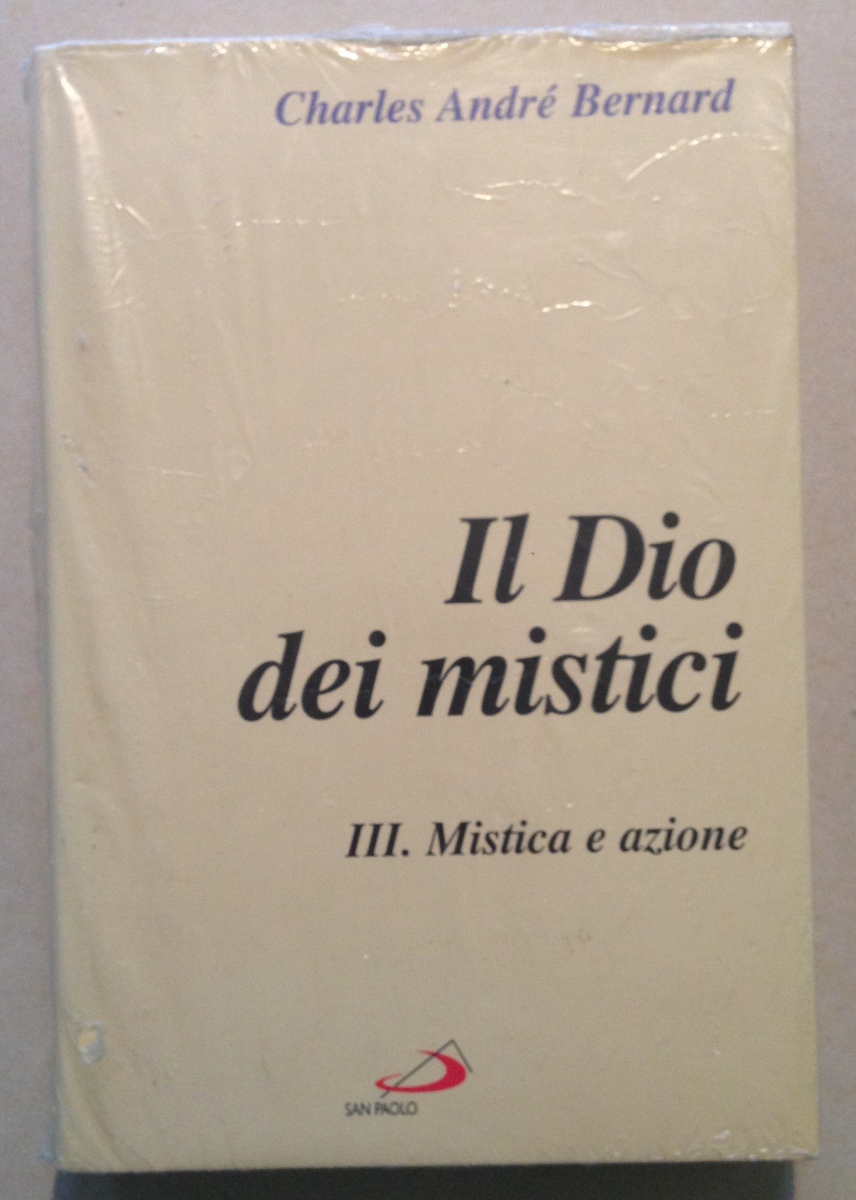 Charles André Bernard
Il Dio
dei mistici
III. Mistica e azione
SAN PAOLO